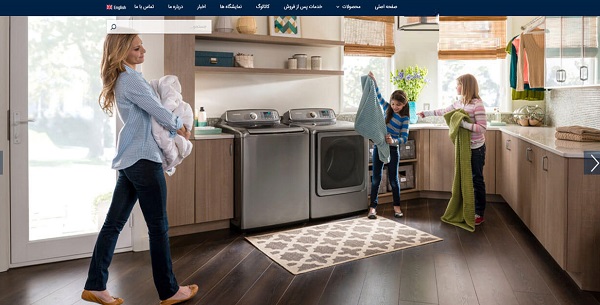 صفحه اصلی  محصولات  خدمات پس از فروش  کاتالوگ  نمایشگاه ها  اخبار  درباره ما  تماس با ما  English